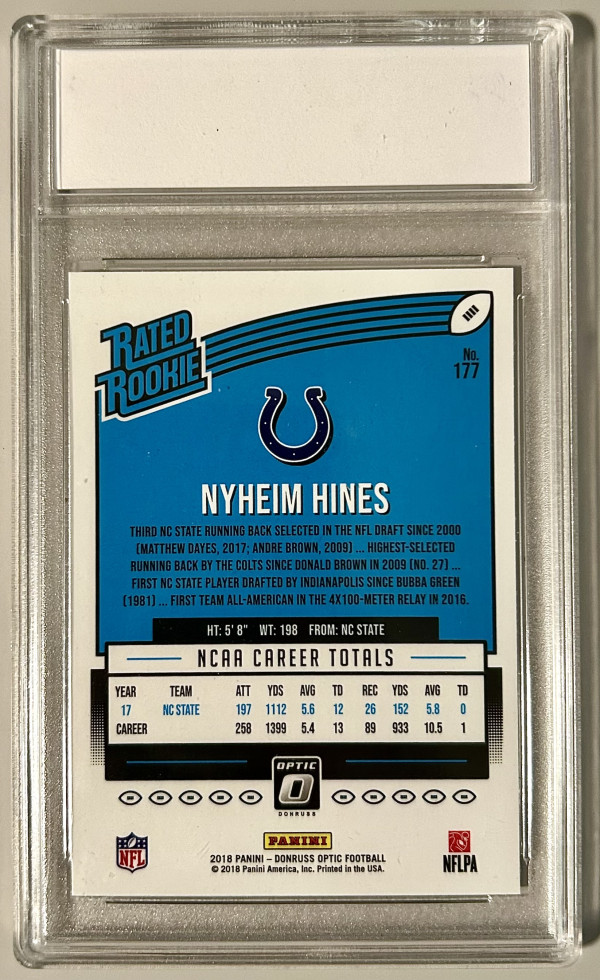 RATED
ROOKIE
No.
177
NYHEIM HINES
THIRD NC STATE RUNNING BACK SELECTED IN THE NFL DRAFT SINCE 2000
(MATTHEW DAYES, 2017; ANDRE BROWN, 2009) ... HIGHEST-SELECTED
RUNNING BACK BY THE COLTS SINCE DONALD BROWN IN 2009 (NO. 27) ...
FIRST NC STATE PLAYER DRAFTED BY INDIANAPOLIS SINCE BUBBA GREEN
(1981) ... FIRST TEAM ALL-AMERICAN IN THE 4X100-METER RELAY IN 2016.
HT: 5' 8" WT: 198 FROM: NC STATE
NCAA CAREER TOTALS
YEAR TEAM ATT YDS AVG TD REC YDS AVG TD
17 NC STATE 197 1112 5.6 12 26 152 5.8 0
CAREER 258 1399 5.4 13 89 933 10.5 1
OPTIC
O
DONRUSS
NFL
PANINI
2018 PANINI – DONRUSS OPTIC FOOTBALL
© 2018 Panini America, Inc. Printed in the USA.
NFLPA